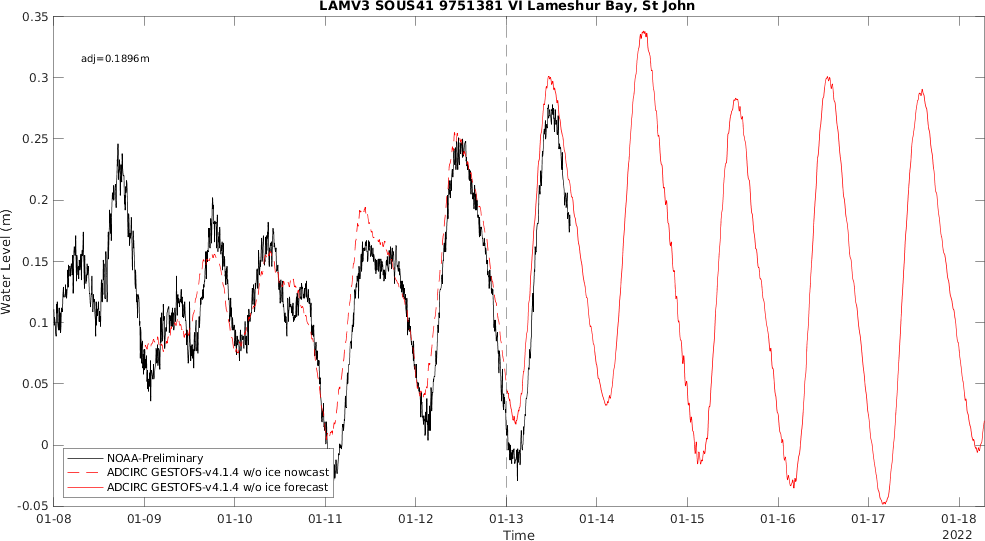 LAMV3 SOUS41 9751381 VI Lameshur Bay, St John
adj=0.1896m
Water Level (m)
0.35
0.3
0.25
0.2
0.15
0.1
0.05
0
-0.05
NOAA-Preliminary
ADCIRC GESTOFS-v4.1.4 w/o ice nowcast
ADCIRC GESTOFS-v4.1.4 w/o ice forecast
01-08 01-09 01-10 01-11 01-12 01-13 01-14 01-15 01-16 01-17 01-18
Time
2022